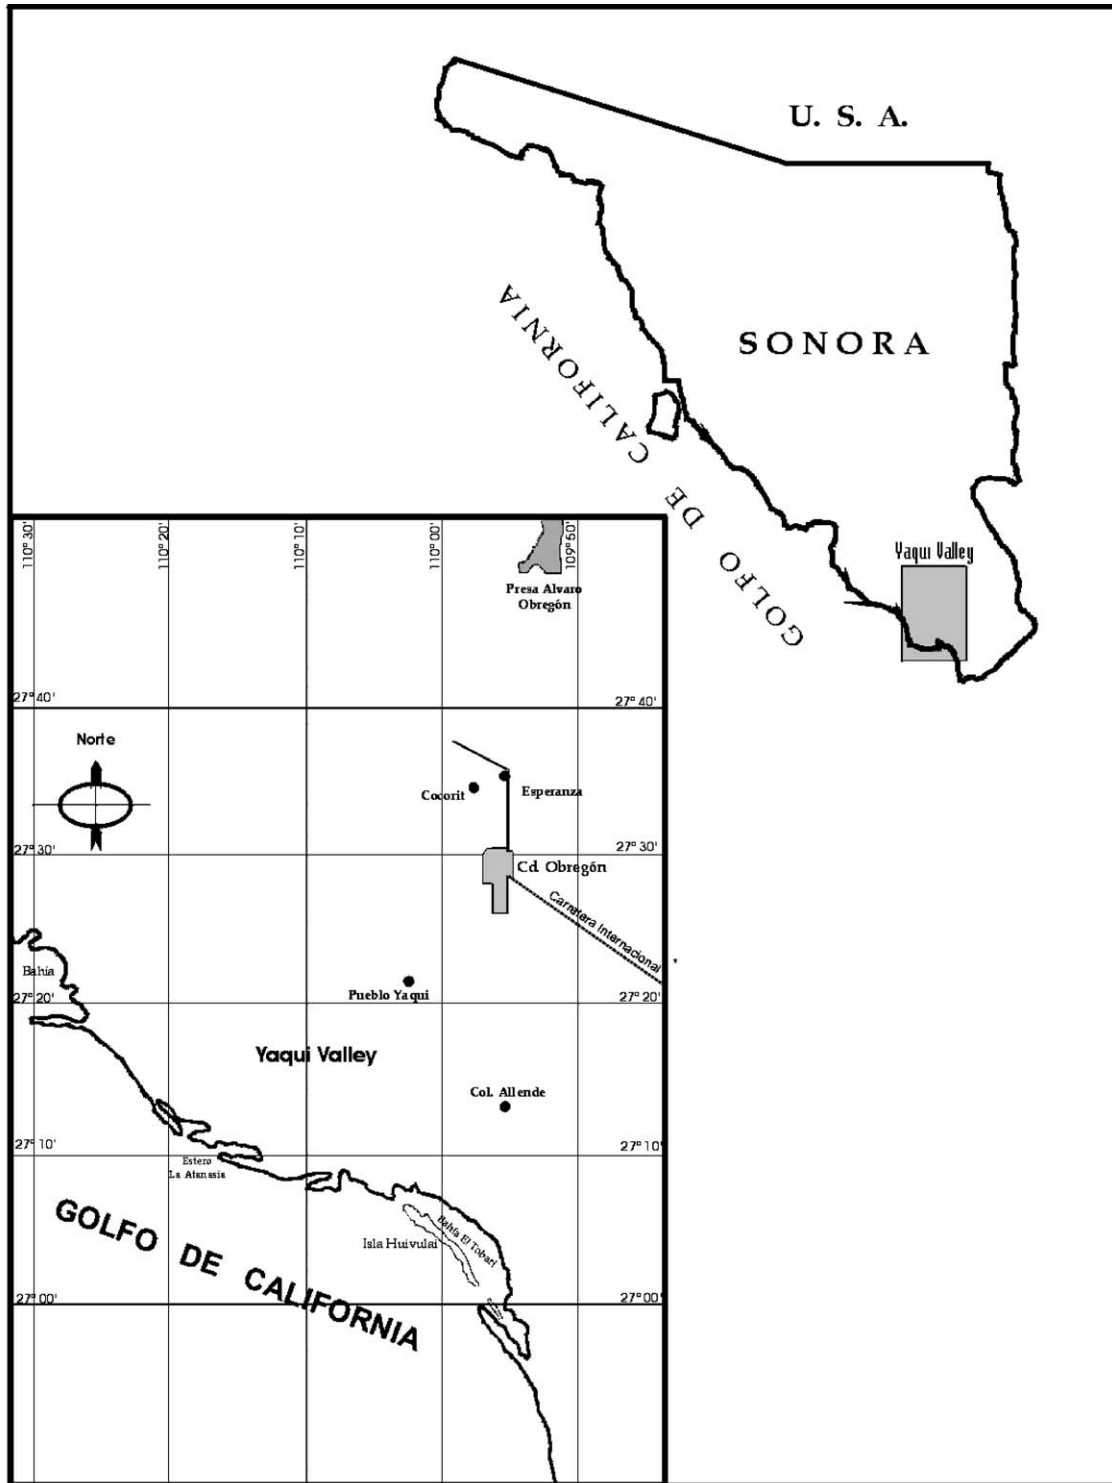 U. S. A.
SONORA
GOLFO DE CALIFORNIA
Yaqui Valley
110° 30'
110° 20'
110° 10'
110° 00'
109° 50'
Presa Alvaro
Obregón
27° 40'
27° 40'
Norte
Cocorit
Esperanza
27° 30'
27° 30'
Cd. Obregón
Carretera Internacional
Bahía
Pueblo Yaqui
27° 20'
27° 20'
Yaqui Valley
Col. Allende
27° 10'
27° 10'
Estero
La Atanasia
Bahía El Tobari
Isla Huivulai
GOLFO DE CALIFORNIA
27° 00'
27° 00'